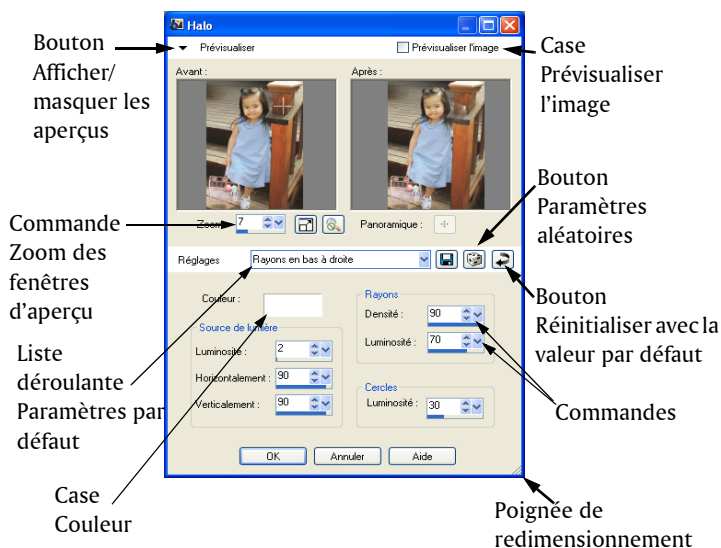 Halo
Prévisualiser
Prévisualiser l'image
Avant :
Après :
Zoom
7
Panoramique :
Réglages
Rayons en bas à droite
Couleur :
Source de lumière
Luminosité :
2
Horizontalement :
90
Verticalement :
90
Rayons
Densité :
90
Luminosité :
70
Cercles
Luminosité :
30
OK
Annuler
Aide
Bouton
Afficher/
masquer les
aperçus
Case
Prévisualiser
l'image
Commande
Zoom des
fenêtres
d'aperçu
Bouton
Paramètres
aléatoires
Bouton
Réinitialiser avec la
valeur par défaut
Liste
déroulante
Paramètres par
défaut
Commandes
Case
Couleur
Poignée de
redimensionnement